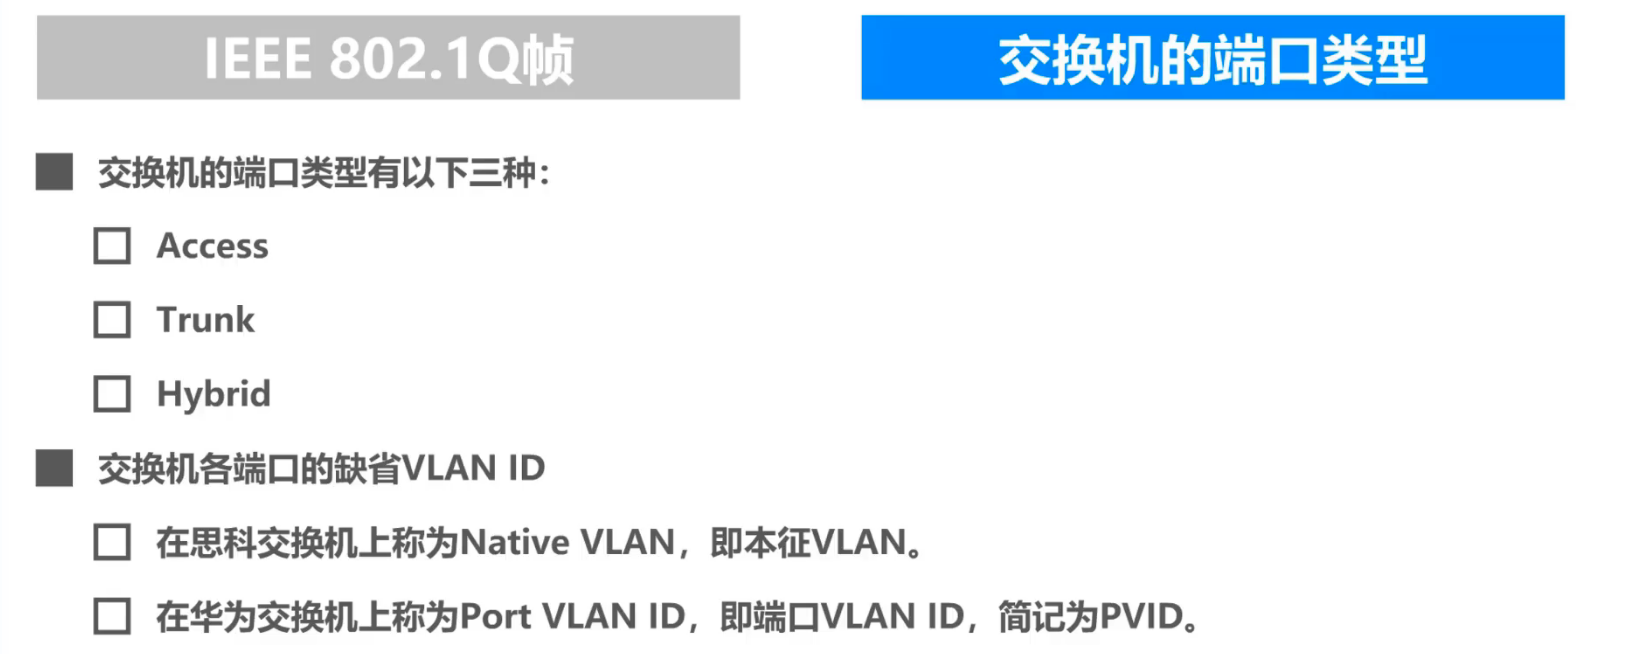 IEEE 802.1Q帧
交换机的端口类型
交换机的端口类型有以下三种：
Access
Trunk
Hybrid
交换机各端口的缺省VLAN ID
在思科交换机上称为Native VLAN，即本征VLAN。
在华为交换机上称为Port VLAN ID，即端口VLAN ID，简记为PVID。